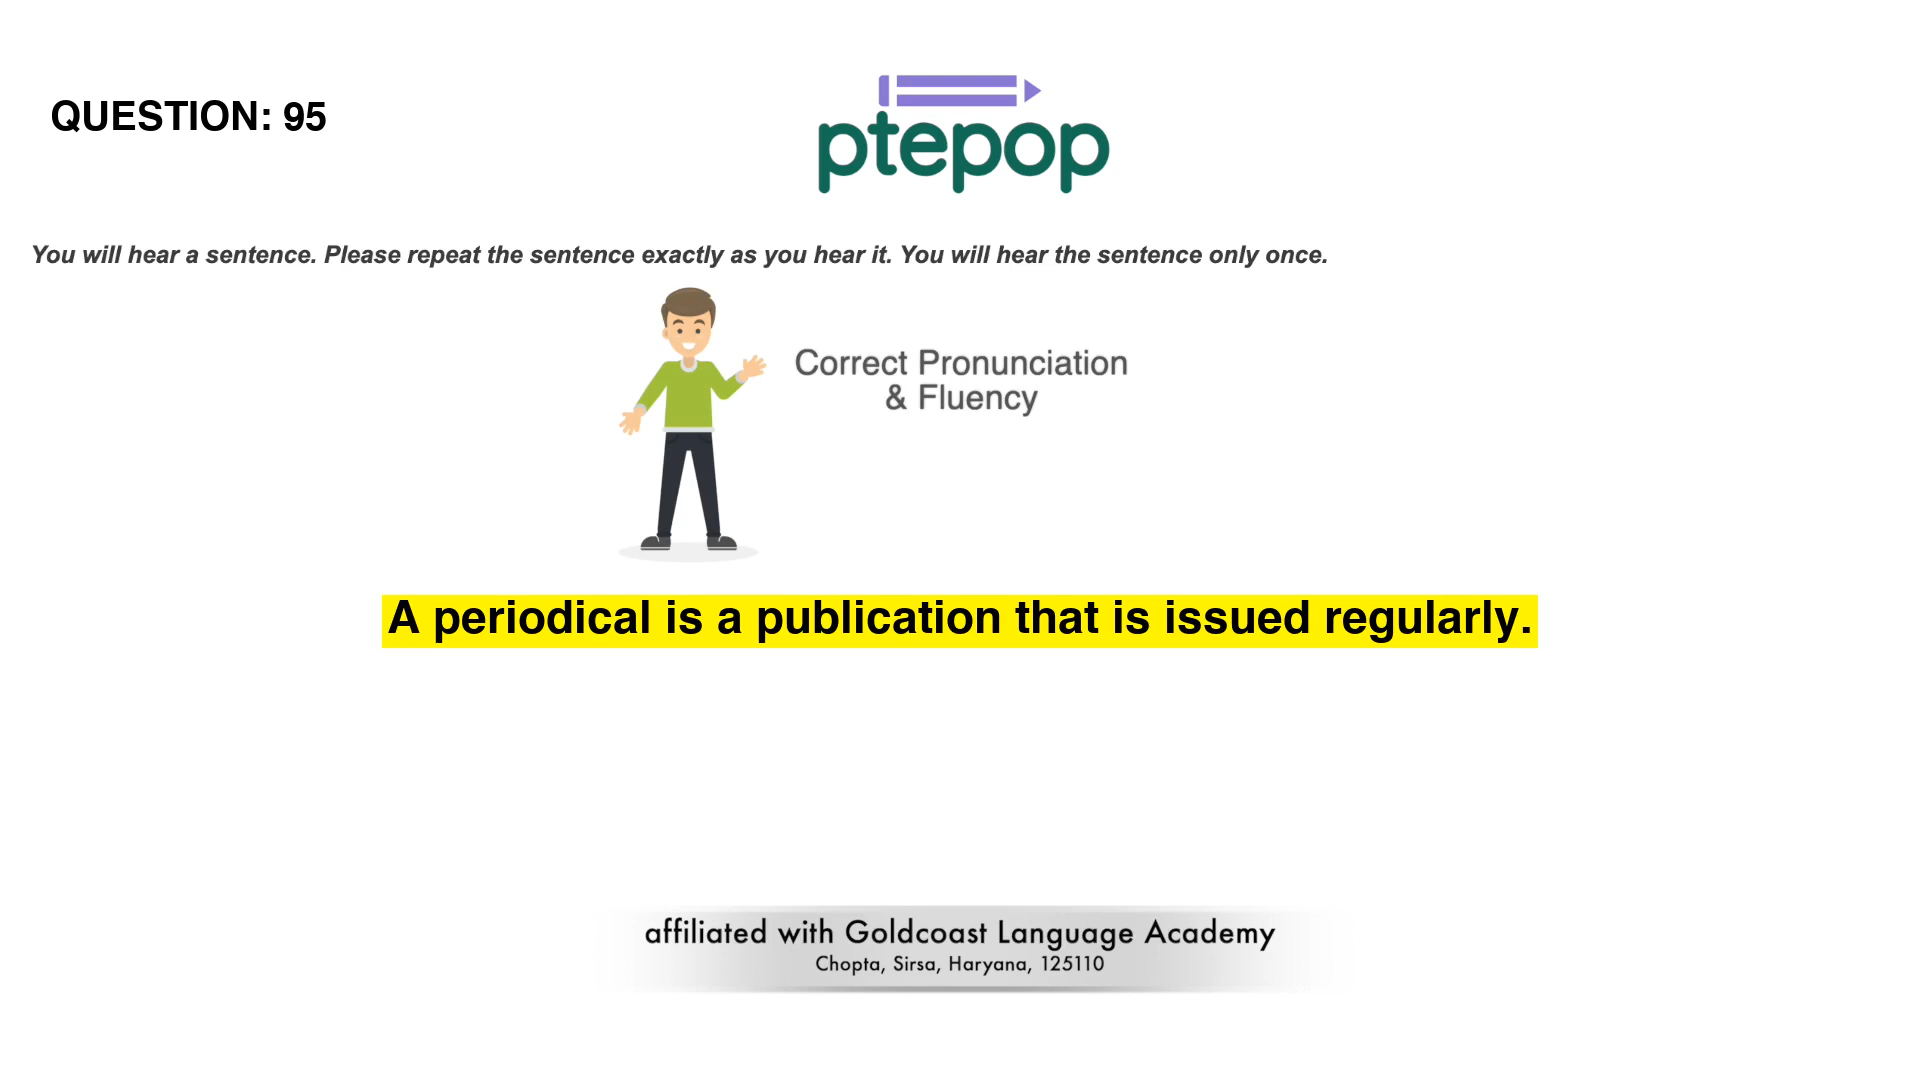 QUESTION: 95
ptepop
You will hear a sentence. Please repeat the sentence exactly as you hear it. You will hear the sentence only once.
Correct Pronunciation
& Fluency
A periodical is a publication that is issued regularly.
affiliated with Goldcoast Language Academy
Chopta, Sirsa, Haryana, 125110